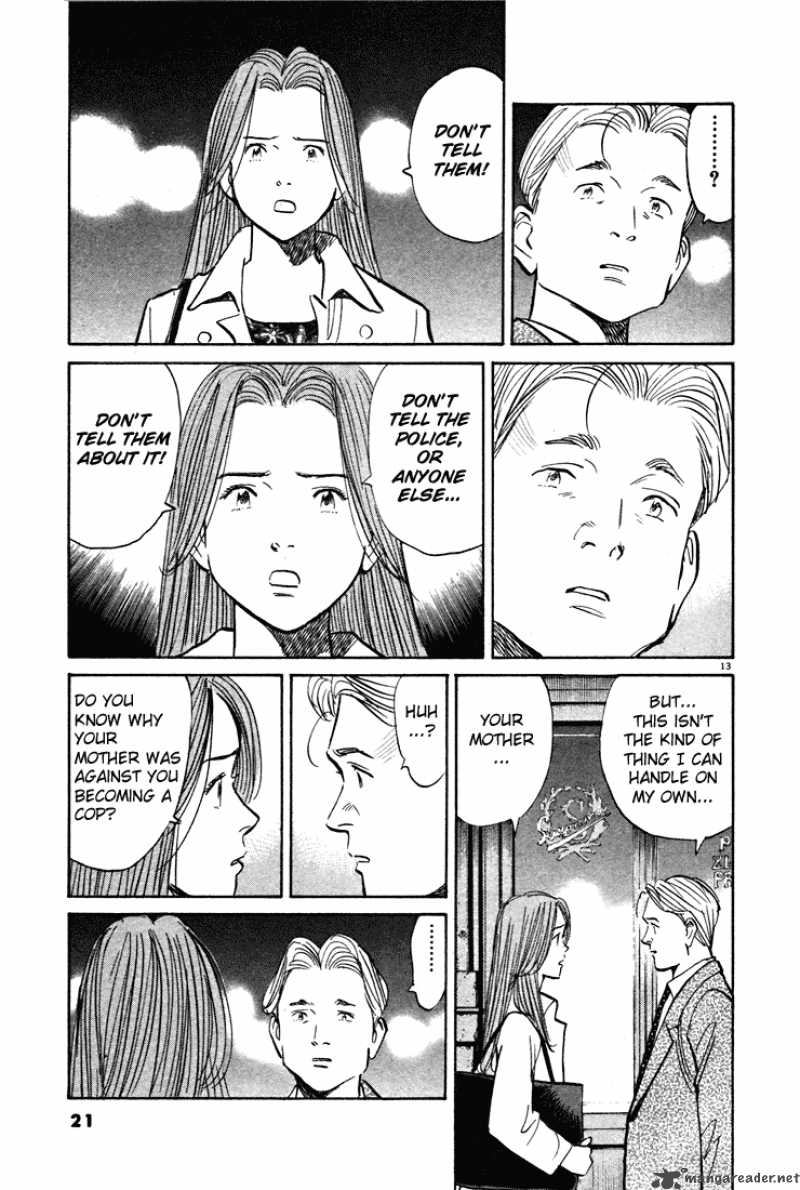 ........?
DON'T
TELL
THEM!
DON'T
TELL THE
POLICE,
OR
ANYONE
ELSE...
DON'T
TELL THEM
ABOUT IT!
13
BUT...
THIS ISN'T
THE KIND OF
THING I CAN
HANDLE ON
MY OWN...
YOUR
MOTHER
...
P
HUH
...?
DO YOU
KNOW WHY
YOUR
MOTHER WAS
AGAINST YOU
BECOMING A
COP?
........
21
mangareader.net